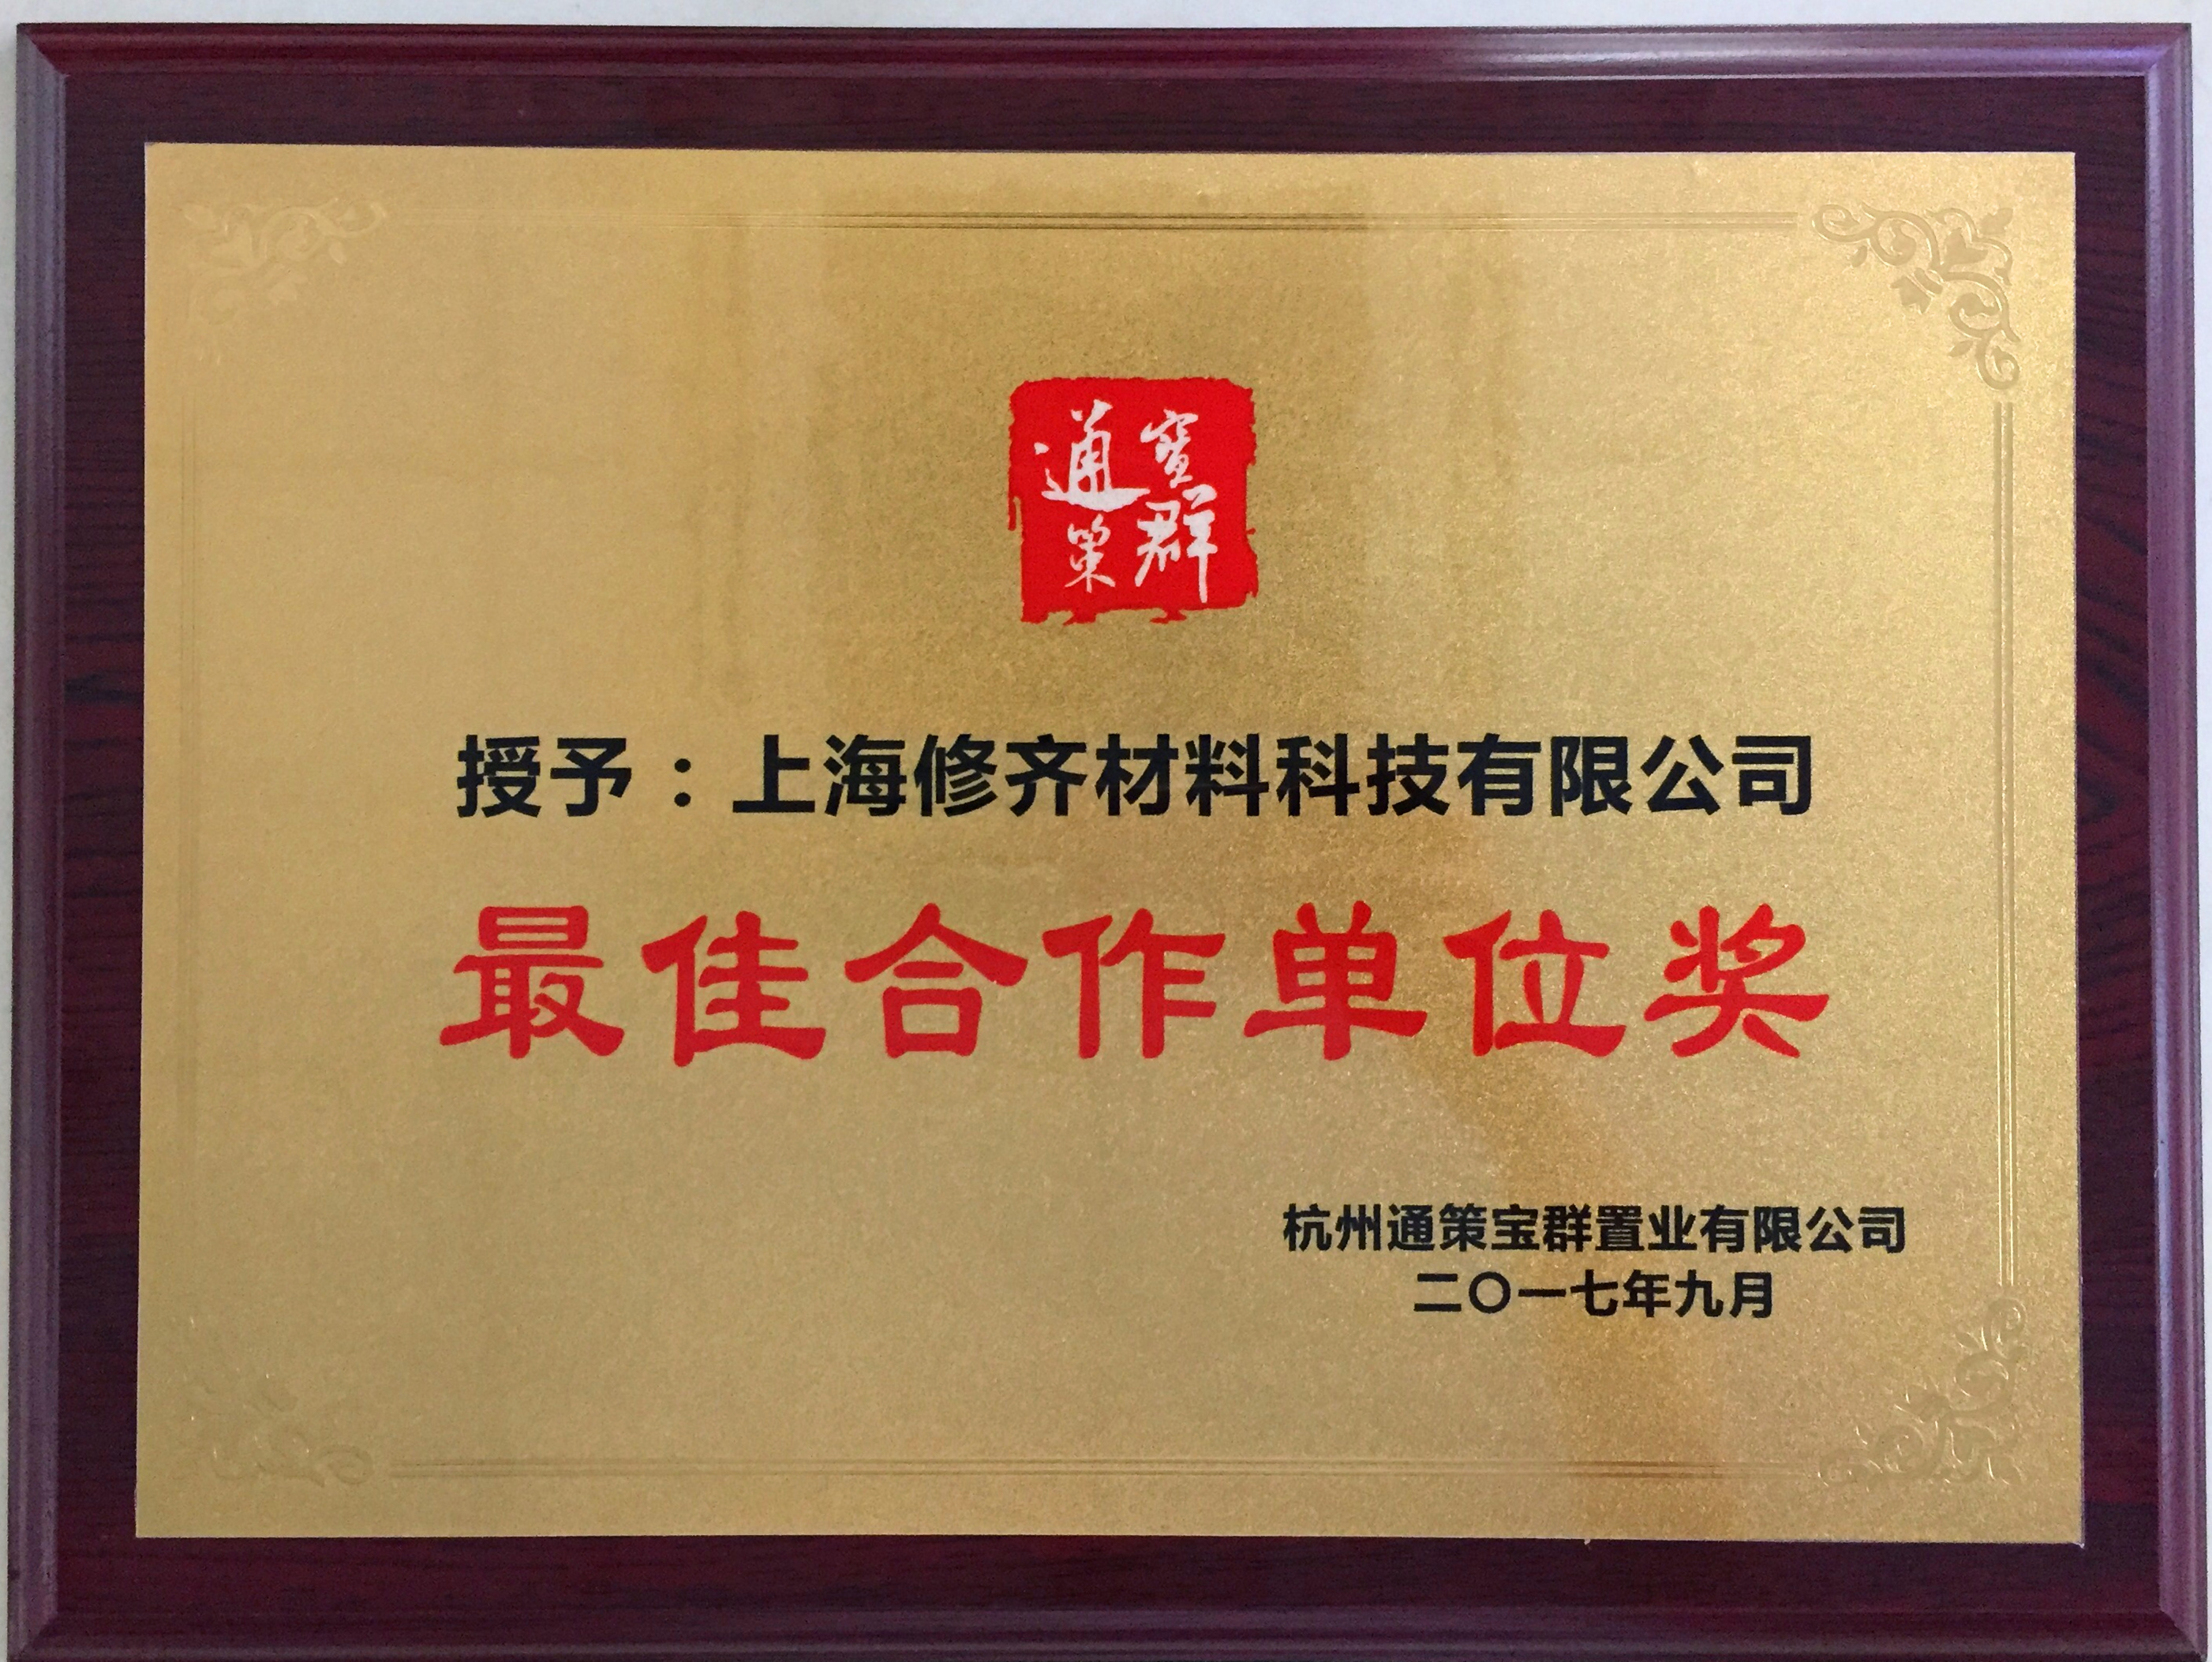 通策
寶群
授予：上海修齐材料科技有限公司
最佳合作单位奖
杭州通策宝群置业有限公司
二〇一七年九月